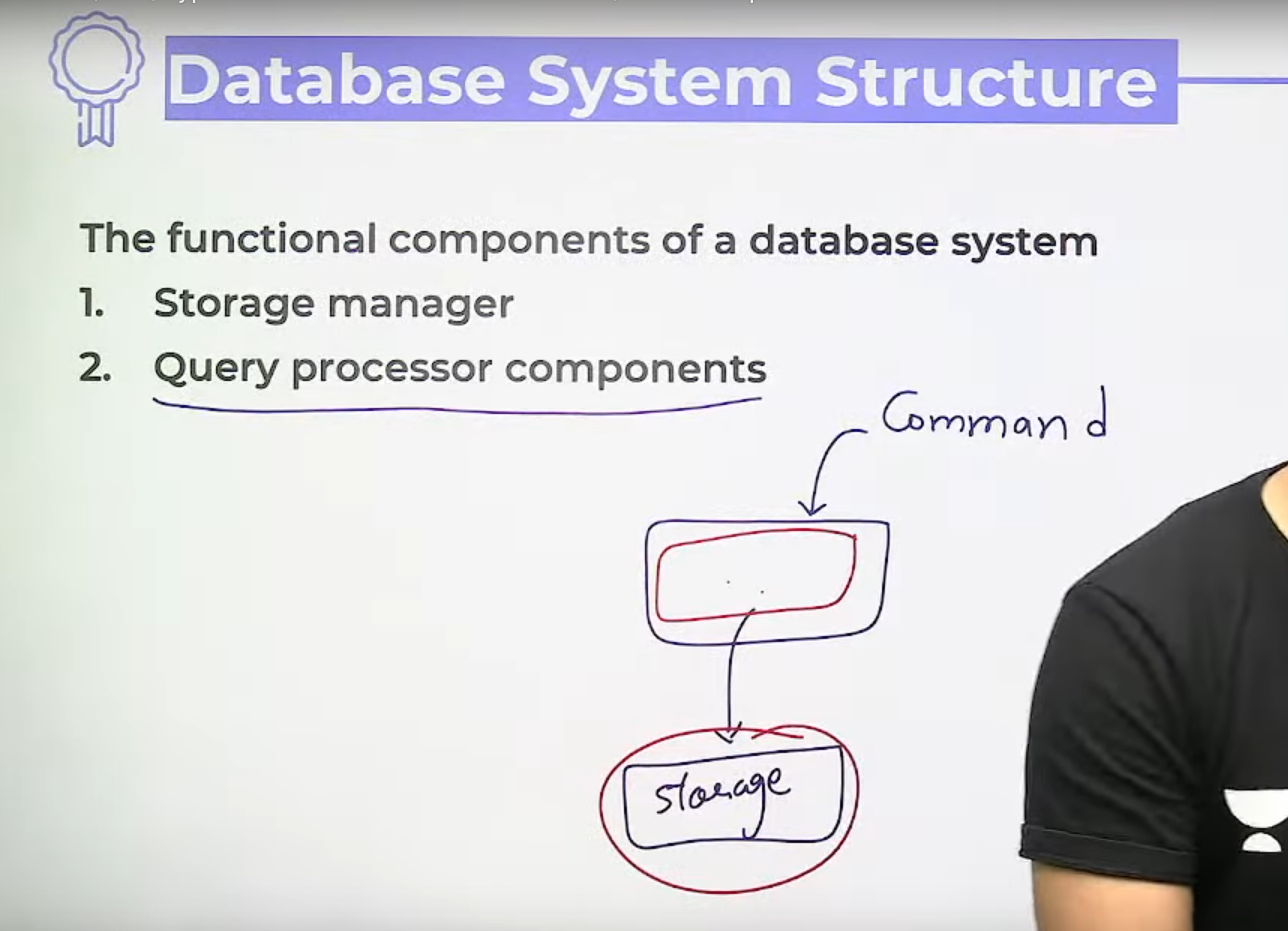 Database System Structure
The functional components of a database system
1. Storage manager
2. Query processor components
Command
storage